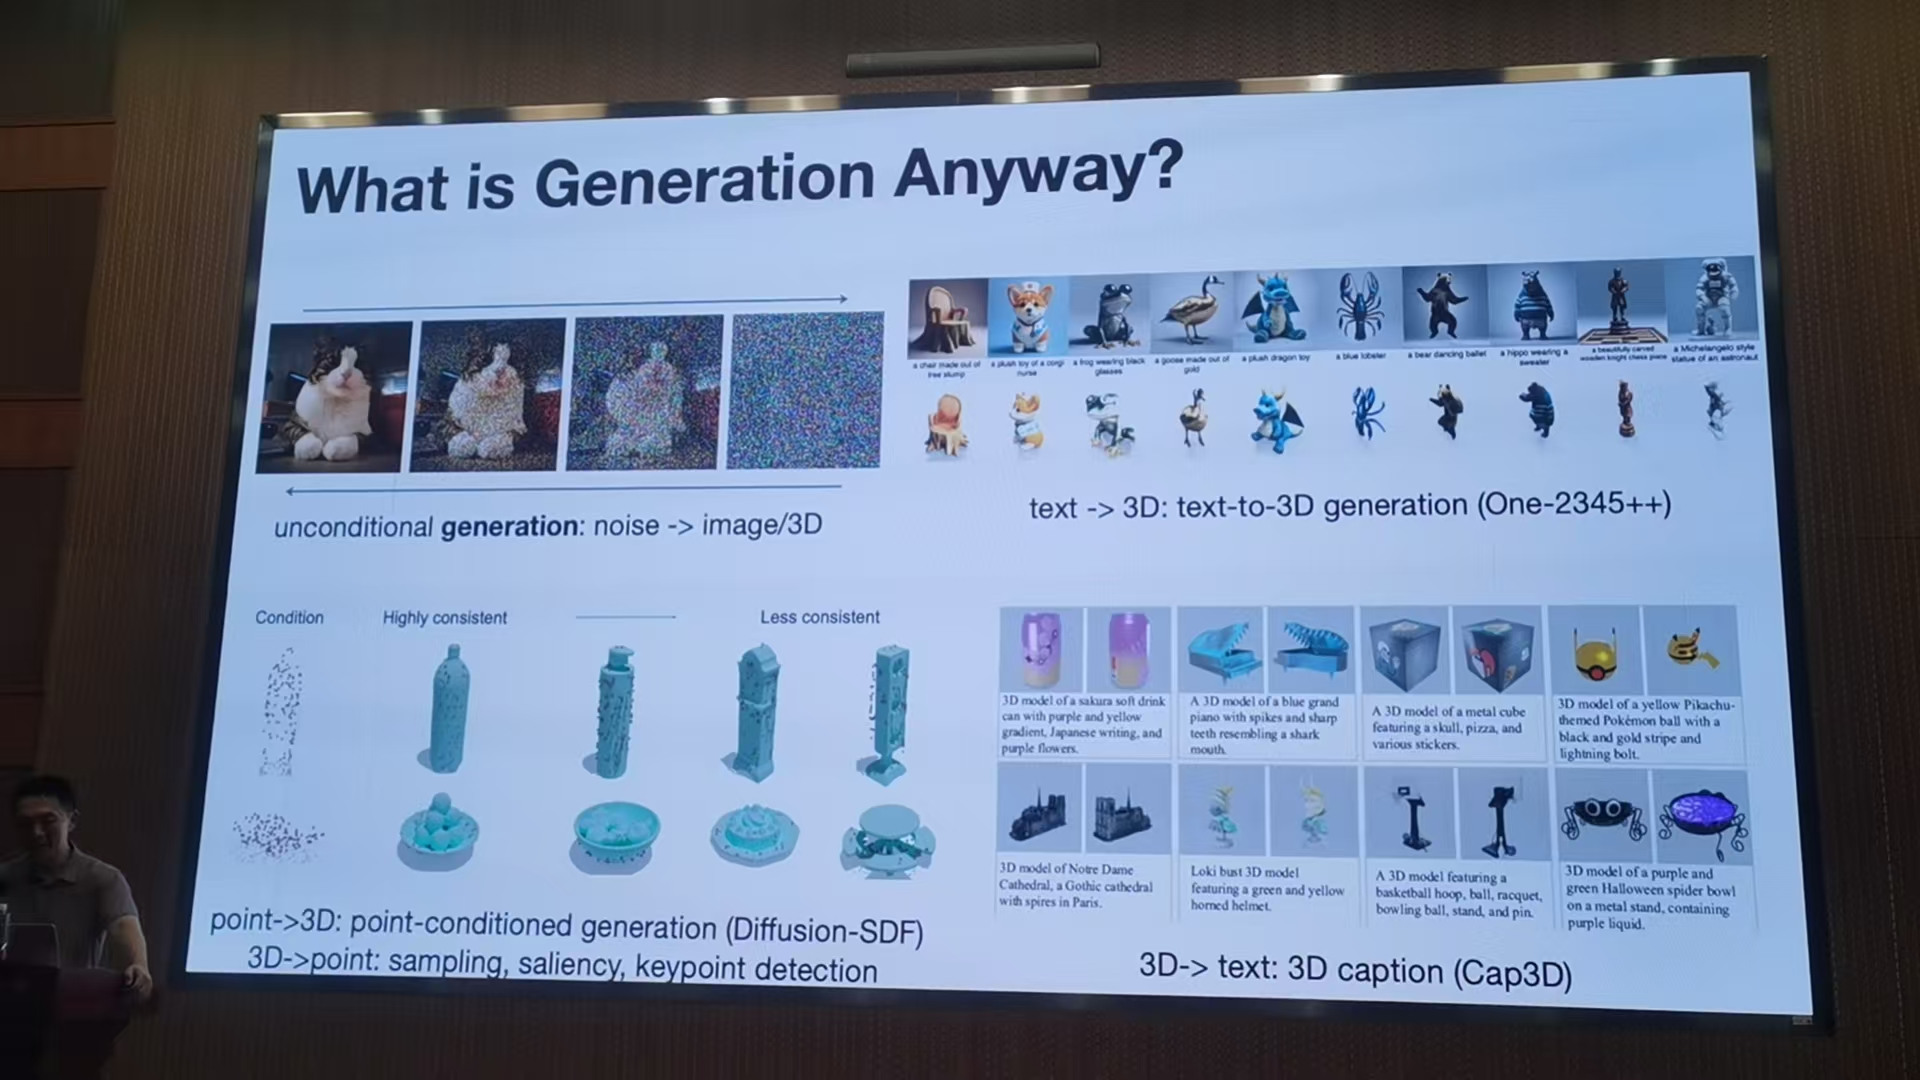 What is Generation Anyway?
unconditional generation: noise -> image/3D
a chair made out of
tree stump
a plush toy of a corgi
nurse
a frog wearing black
glasses
a goose made out of
gold
a plush dragon toy
a blue lobster
a bear dancing ballet
a hippo wearing a
sweater
a beautifully carved
wooden knight chess piece
a Michelangelo style
statue of an astronaut
text -> 3D: text-to-3D generation (One-2345++)
Condition
Highly consistent
Less consistent
point->3D: point-conditioned generation (Diffusion-SDF)
3D->point: sampling, saliency, keypoint detection
3D model of a sakura soft drink
can with purple and yellow
gradient, Japanese writing, and
purple flowers.
A 3D model of a blue grand
piano with spikes and sharp
teeth resembling a shark
mouth.
A 3D model of a metal cube
featuring a skull, pizza, and
various stickers.
3D model of a yellow Pikachu-
themed Pokémon ball with a
black and gold stripe and
lightning bolt.
3D model of Notre Dame
Cathedral, a Gothic cathedral
with spires in Paris.
Loki bust 3D model
featuring a green and yellow
horned helmet.
A 3D model featuring a
basketball hoop, ball, racquet,
bowling ball, stand, and pin.
3D model of a purple and
green Halloween spider bowl
on a metal stand, containing
purple liquid.
3D-> text: 3D caption (Cap3D)